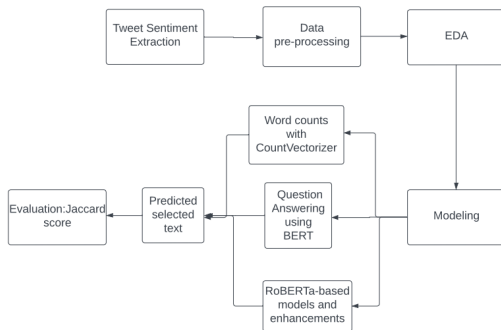 Tweet Sentiment
Extraction
Data
pre-processing
EDA
Word counts
with
CountVectorizer
Evaluation:Jaccard
score
Predicted
selected
text
Question
Answering
using
BERT
Modeling
RoBERTa-based
models and
enhancements